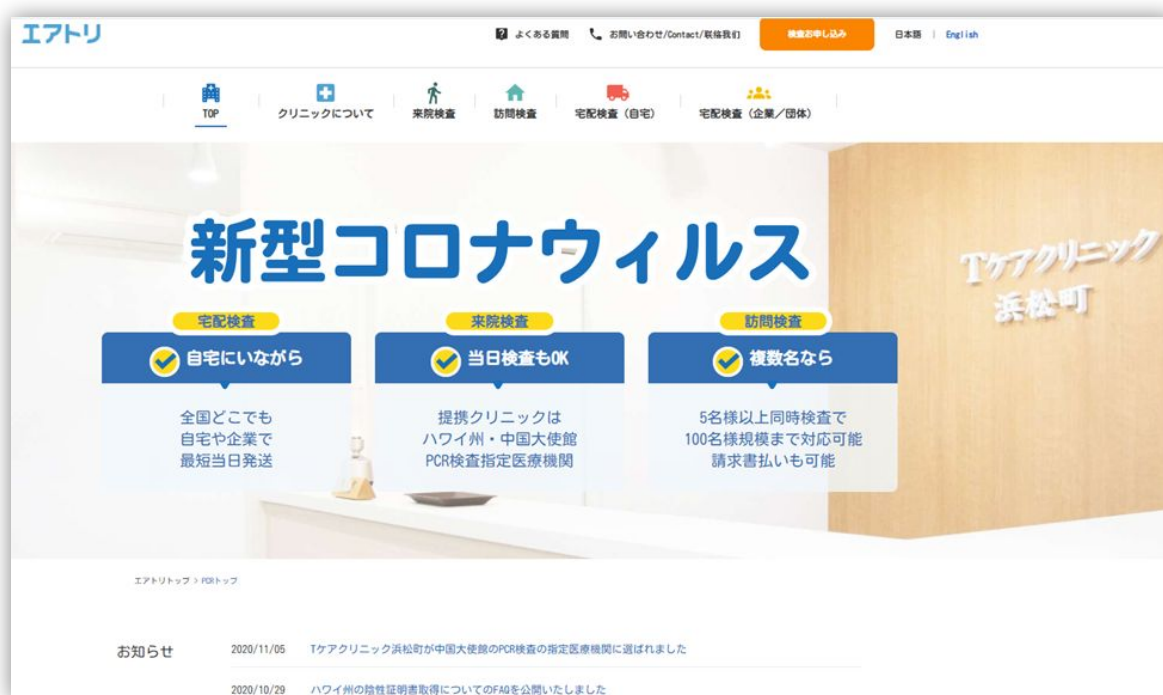 エアトリ
よくある質問
お問い合わせ/Contact/联络我们
検査お申し込み
日本語 | English
TOP
クリニックについて
来院検査
訪問検査
宅配検査（自宅）
宅配検査（企業／団体）
新型コロナウィルス
Tケアクリニック
浜松町
宅配検査
自宅にいながら
全国どこでも
自宅や企業で
最短当日発送
来院検査
当日検査もOK
提携クリニックは
ハワイ州・中国大使館
PCR検査指定医療機関
訪問検査
複数名なら
5名様以上同時検査で
100名様規模まで対応可能
請求書払いも可能
エアトリトップ > PCRトップ
お知らせ
2020/11/05 Tケアクリニック浜松町が中国大使館のPCR検査の指定医療機関に選ばれました
2020/10/29 ハワイ州の陰性証明書取得についてのFAQを公開いたしました